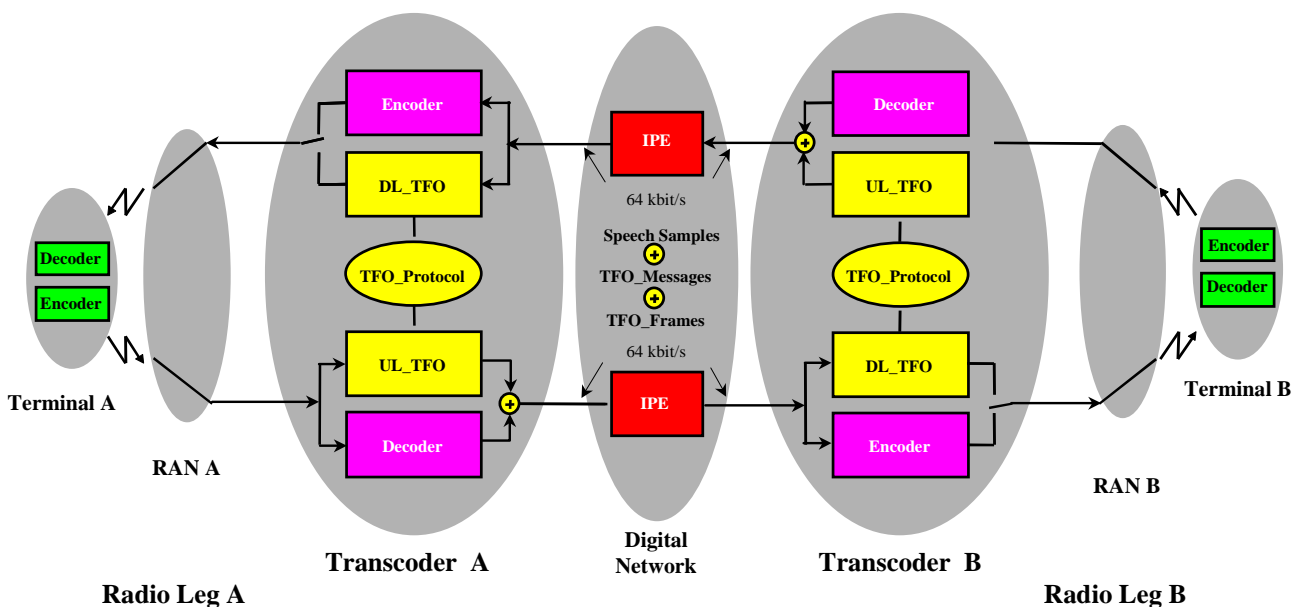 Encoder
DL_TFO
TFO_Protocol
UL_TFO
Decoder
IPE
64 kbit/s
Speech Samples
+
TFO_Messages
+
TFO_Frames
64 kbit/s
IPE
Decoder
+
UL_TFO
TFO_Protocol
DL_TFO
Encoder
+
Decoder
Encoder
Encoder
Decoder
Terminal A
Terminal B
RAN A
RAN B
Transcoder A
Digital
Network
Transcoder B
Radio Leg A
Radio Leg B